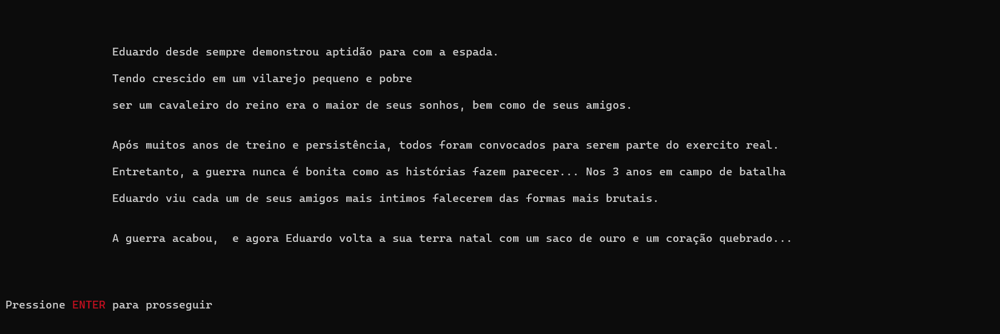 Eduardo desde sempre demonstrou aptidão para com a espada.
Tendo crescido em um vilarejo pequeno e pobre
ser um cavaleiro do reino era o maior de seus sonhos, bem como de seus amigos.
Após muitos anos de treino e persistência, todos foram convocados para serem parte do exercito real.
Entretanto, a guerra nunca é bonita como as histórias fazem parecer... Nos 3 anos em campo de batalha
Eduardo viu cada um de seus amigos mais intimos falecerem das formas mais brutais.
A guerra acabou,  e agora Eduardo volta a sua terra natal com um saco de ouro e um coração quebrado...
Pressione ENTER para prosseguir